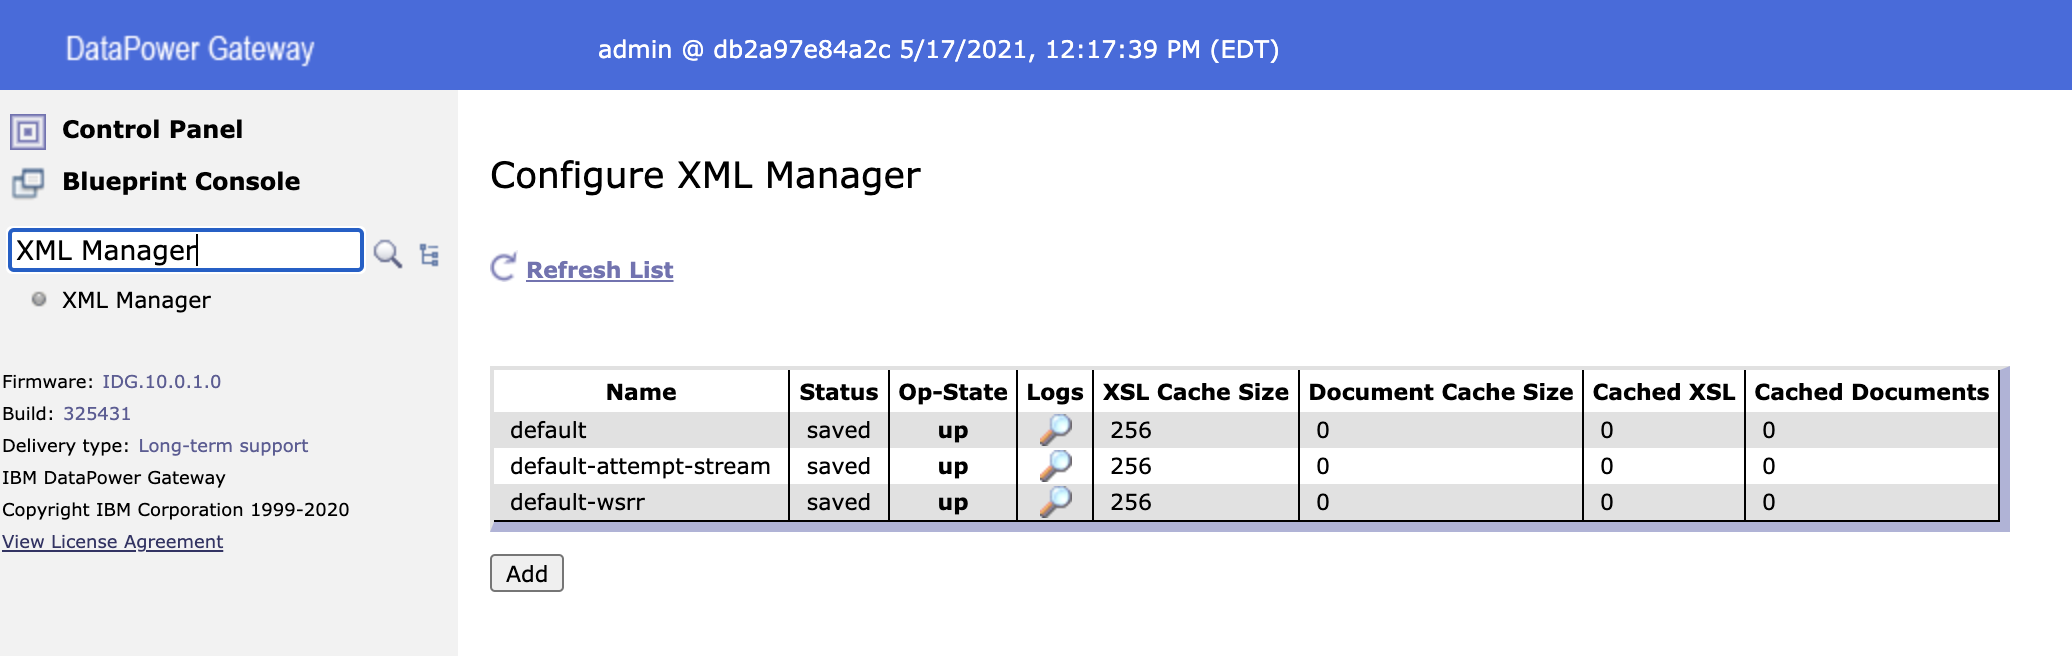 DataPower Gateway
admin @ db2a97e84a2c 5/17/2021, 12:17:39 PM (EDT)
Control Panel
Blueprint Console
XML Manager
XML Manager
Firmware: IDG.10.0.1.0
Build: 325431
Delivery type: Long-term support
IBM DataPower Gateway
Copyright IBM Corporation 1999-2020
View License Agreement
Configure XML Manager
Refresh List
Name Status Op-State Logs XSL Cache Size Document Cache Size Cached XSL Cached Documents
default saved up 256 0 0 0
default-attempt-stream saved up 256 0 0 0
default-wsrr saved up 256 0 0 0
Add